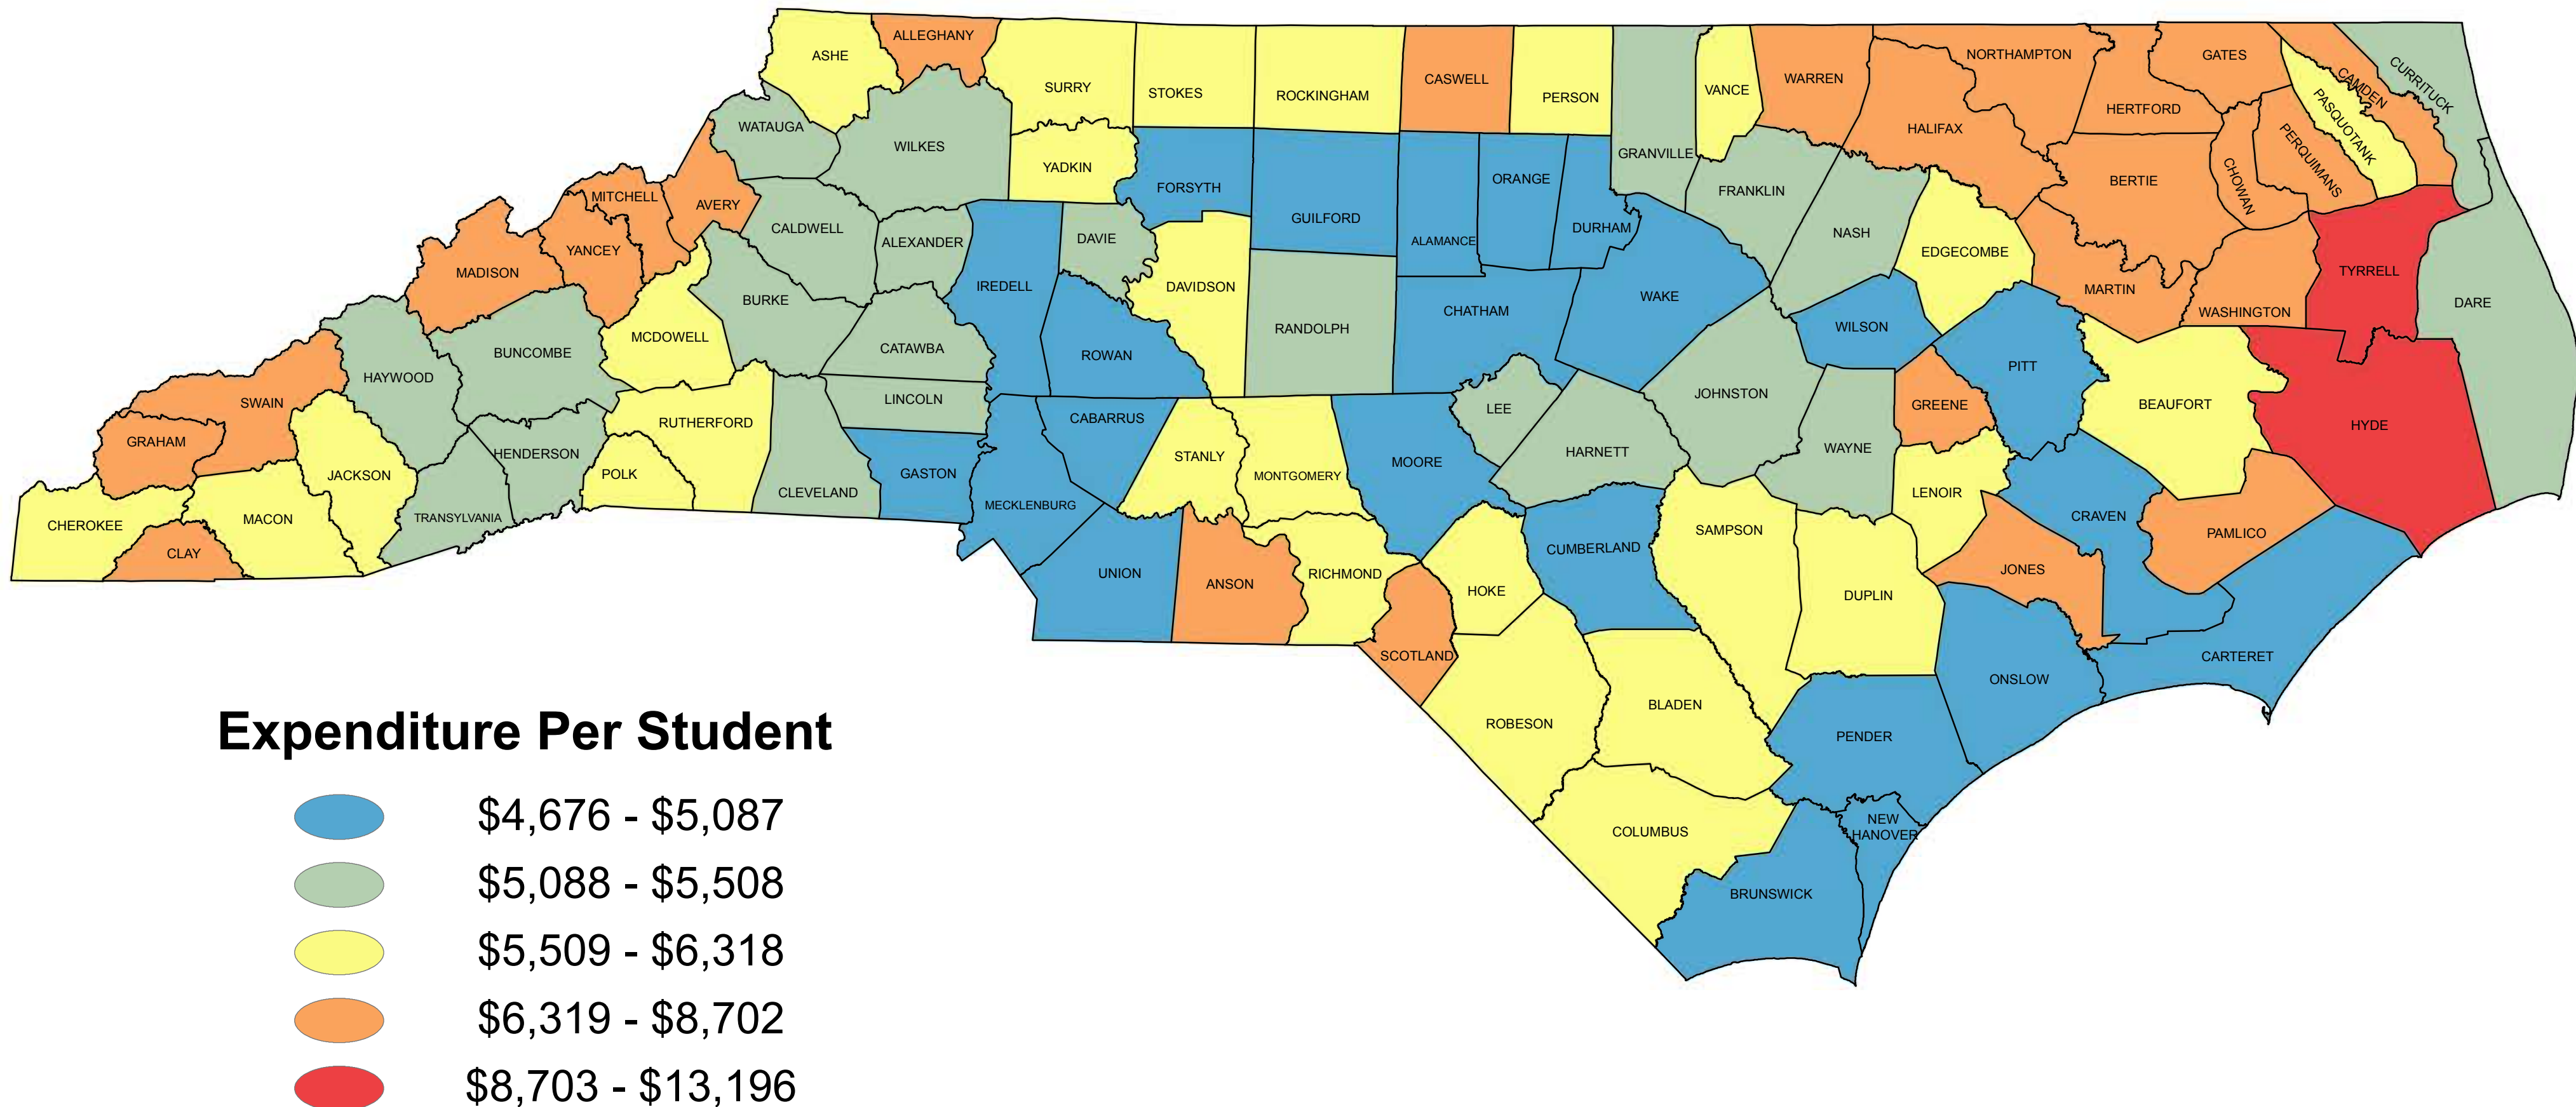 ASHE
ALLEGHANY
SURRY
STOKES
ROCKINGHAM
CASWELL
PERSON
VANCE
WARREN
NORTHAMPTON
GATES
CAMDEN
CURRITUCK
HERTFORD
PASQUOTANK
PERQUIMANS
CHOWAN
HALIFAX
BERTIE
WATAUGA
WILKES
YADKIN
FORSYTH
GUILFORD
ALAMANCE
ORANGE
DURHAM
GRANVILLE
FRANKLIN
NASH
EDGECOMBE
MARTIN
WASHINGTON
TYRRELL
DARE
MITCHELL
AVERY
YANCEY
MADISON
CALDWELL
ALEXANDER
DAVIE
IREDELL
DAVIDSON
RANDOLPH
CHATHAM
WAKE
WILSON
PITT
BEAUFORT
HYDE
BURKE
MCDOWELL
BUNCOMBE
HAYWOOD
CATAWBA
ROWAN
LINCOLN
SWAIN
GRAHAM
JACKSON
HENDERSON
RUTHERFORD
POLK
CLEVELAND
GASTON
CABARRUS
MECKLENBURG
STANLY
MONTGOMERY
MOORE
LEE
HARNETT
JOHNSTON
WAYNE
GREENE
LENOIR
CRAVEN
PAMLICO
CHEROKEE
CLAY
MACON
TRANSYLVANIA
UNION
ANSON
RICHMOND
SCOTLAND
HOKE
CUMBERLAND
SAMPSON
DUPLIN
JONES
ONSLOW
CARTERET
ROBESON
BLADEN
PENDER
COLUMBUS
NEW
HANOVER
BRUNSWICK
Expenditure Per Student
$4,676 - $5,087
$5,088 - $5,508
$5,509 - $6,318
$6,319 - $8,702
$8,703 - $13,196